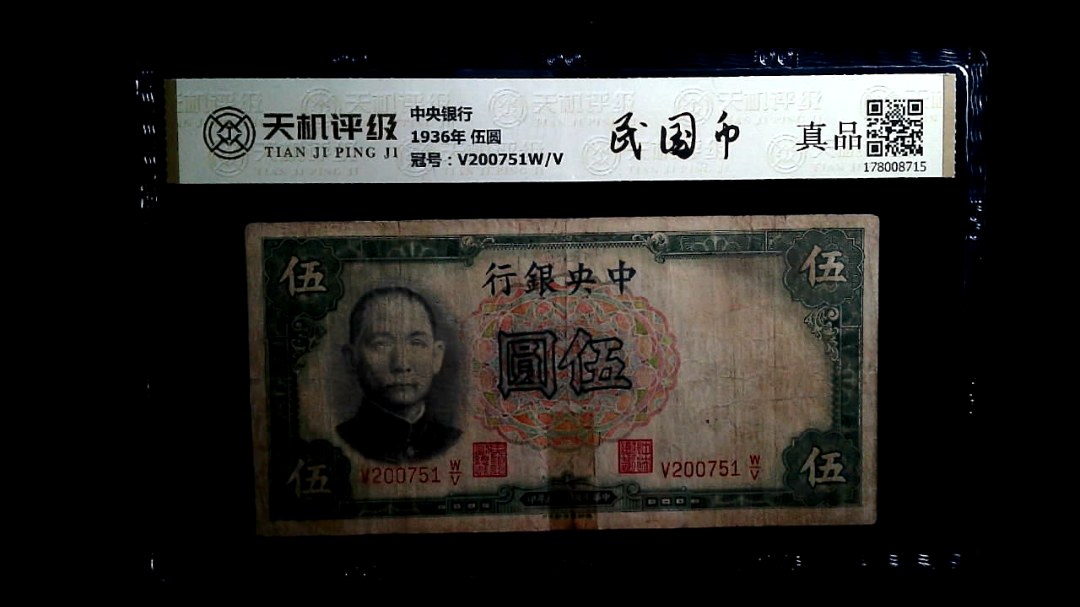 天机评级
TIAN JI PING JI
中央银行
1936年 伍圆
冠号：V200751W/V
民国币
真品
178008715
伍
伍
行銀央中
圓伍
V200751 W/V
V200751 W/V
伍
伍